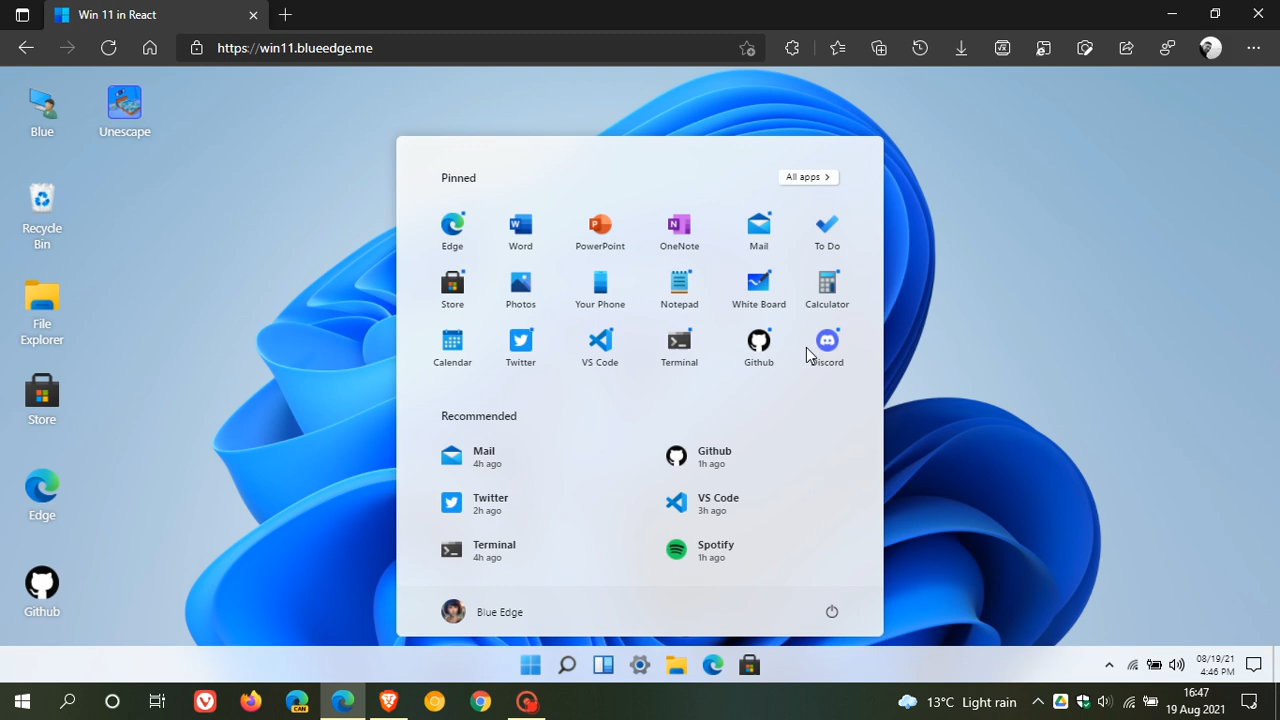 Win 11 in React
https://win11.blueedge.me
Blue
Unescape
Recycle
Bin
File
Explorer
Store
Edge
Github
Pinned
All apps
Edge
Word
PowerPoint
OneNote
Mail
To Do
Store
Photos
Your Phone
Notepad
White Board
Calculator
Calendar
Twitter
VS Code
Terminal
Github
Discord
Recommended
Mail
4h ago
Github
1h ago
Twitter
2h ago
VS Code
3h ago
Terminal
4h ago
Spotify
1h ago
Blue Edge
08/19/21
4:46 PM
CAN
13°C Light rain
16:47
19 Aug 2021